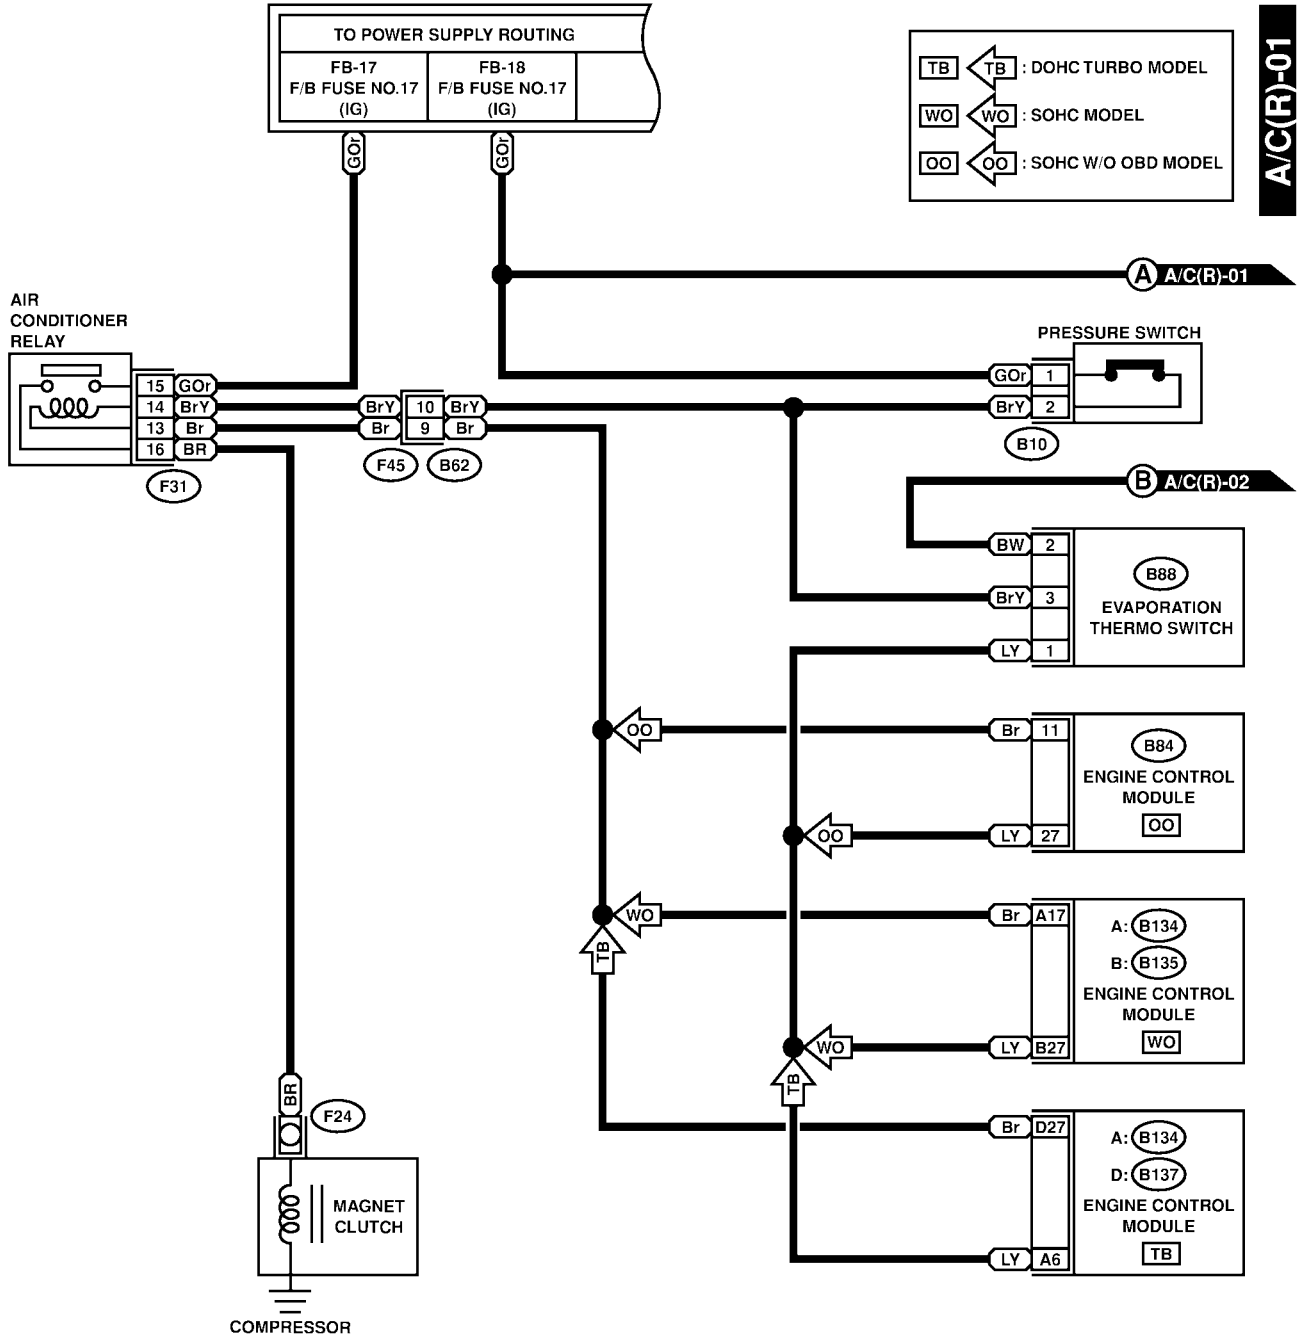 TO POWER SUPPLY ROUTING
FB-17
F/B FUSE NO.17
(IG)
FB-18
F/B FUSE NO.17
(IG)
GOr
GOr
TB TB : DOHC TURBO MODEL
WO WO : SOHC MODEL
OO OO : SOHC W/O OBD MODEL
A/C(R)-01
A A/C(R)-01
AIR
CONDITIONER
RELAY
15 GOr
14 BrY
13 Br
16 BR
F31
BrY 10 BrY
Br 9 Br
F45 B62
PRESSURE SWITCH
GOr 1
BrY 2
B10
B A/C(R)-02
BW 2
BrY 3
LY 1
B88
EVAPORATION
THERMO SWITCH
OO
Br 11
OO
LY 27
B84
ENGINE CONTROL
MODULE
OO
WO
TB
Br A17
WO
TB
LY B27
A: B134
B: B135
ENGINE CONTROL
MODULE
WO
Br D27
LY A6
A: B134
D: B137
ENGINE CONTROL
MODULE
TB
BR
F24
MAGNET
CLUTCH
COMPRESSOR